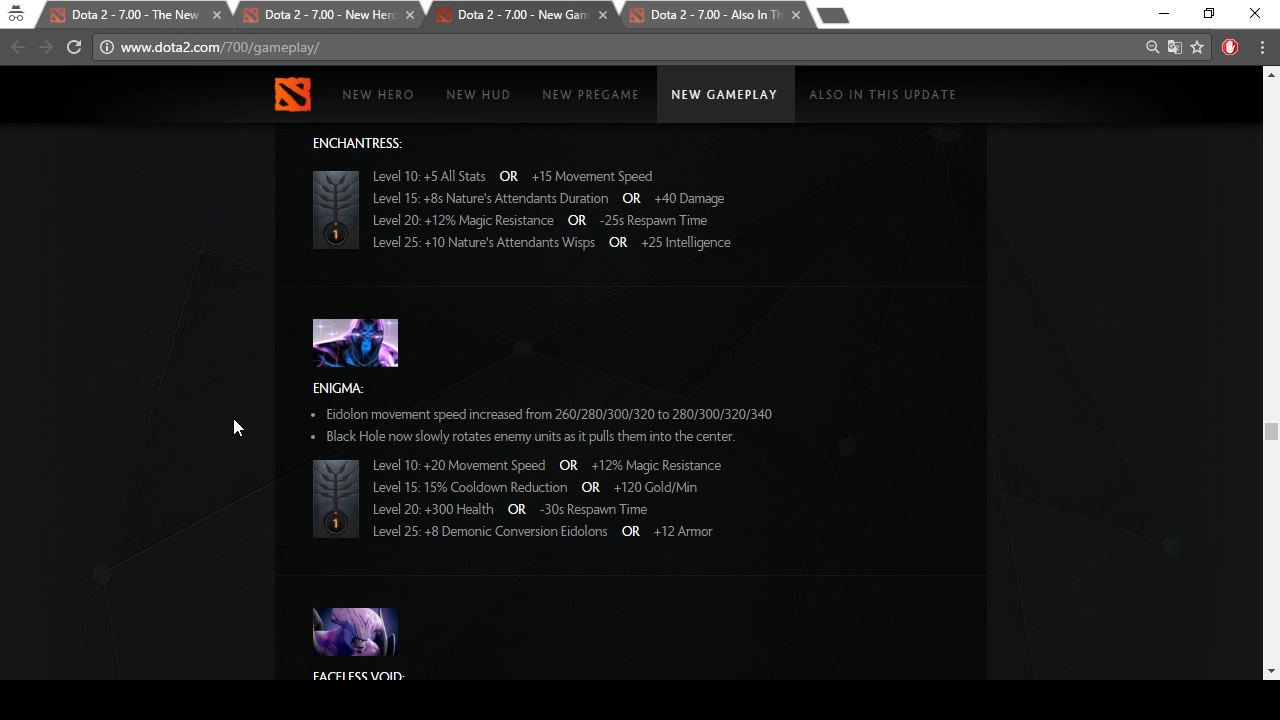 Dota 2 - 7.00 - The New
Dota 2 - 7.00 - New Hero
Dota 2 - 7.00 - New Gam
Dota 2 - 7.00 - Also In Th
www.dota2.com/700/gameplay/
NEW HERO
NEW HUD
NEW PREGAME
NEW GAMEPLAY
ALSO IN THIS UPDATE
ENCHANTRESS:
Level 10: +5 All Stats OR +15 Movement Speed
Level 15: +8s Nature's Attendants Duration OR +40 Damage
Level 20: +12% Magic Resistance OR -25s Respawn Time
1
Level 25: +10 Nature's Attendants Wisps OR +25 Intelligence
ENIGMA:
• Eidolon movement speed increased from 260/280/300/320 to 280/300/320/340
• Black Hole now slowly rotates enemy units as it pulls them into the center.
Level 10: +20 Movement Speed OR +12% Magic Resistance
Level 15: 15% Cooldown Reduction OR +120 Gold/Min
Level 20: +300 Health OR -30s Respawn Time
1
Level 25: +8 Demonic Conversion Eidolons OR +12 Armor
FACELESS VOID: